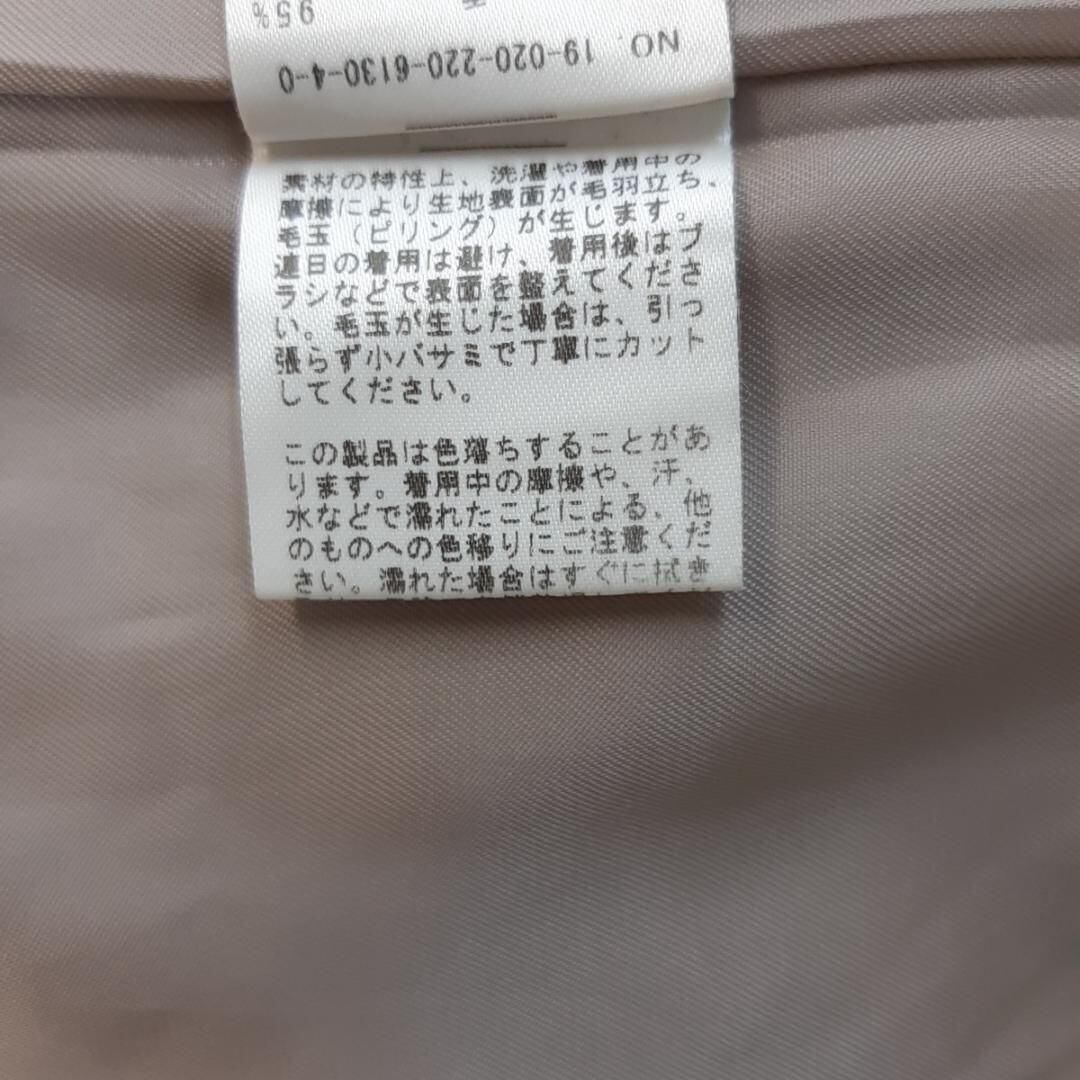 95%
NO. 19-020-220-6130-4-0
素材の特性上、洗濯や着用中の
摩擦により生地表面が毛羽立ち、
毛玉(ピリング)が生じます。
連日の着用は避け、着用後はブ
ラシなどで表面を整えてくださ
い。毛玉が生じた場合は、引っ
張らず小バサミで丁寧にカット
してください。
この製品は色落ちすることがあ
ります。着用中の摩擦や、汗、
水などで濡れたことによる、他
のものへの色移りにご注意くだ
さい。濡れた場合はすぐに拭き